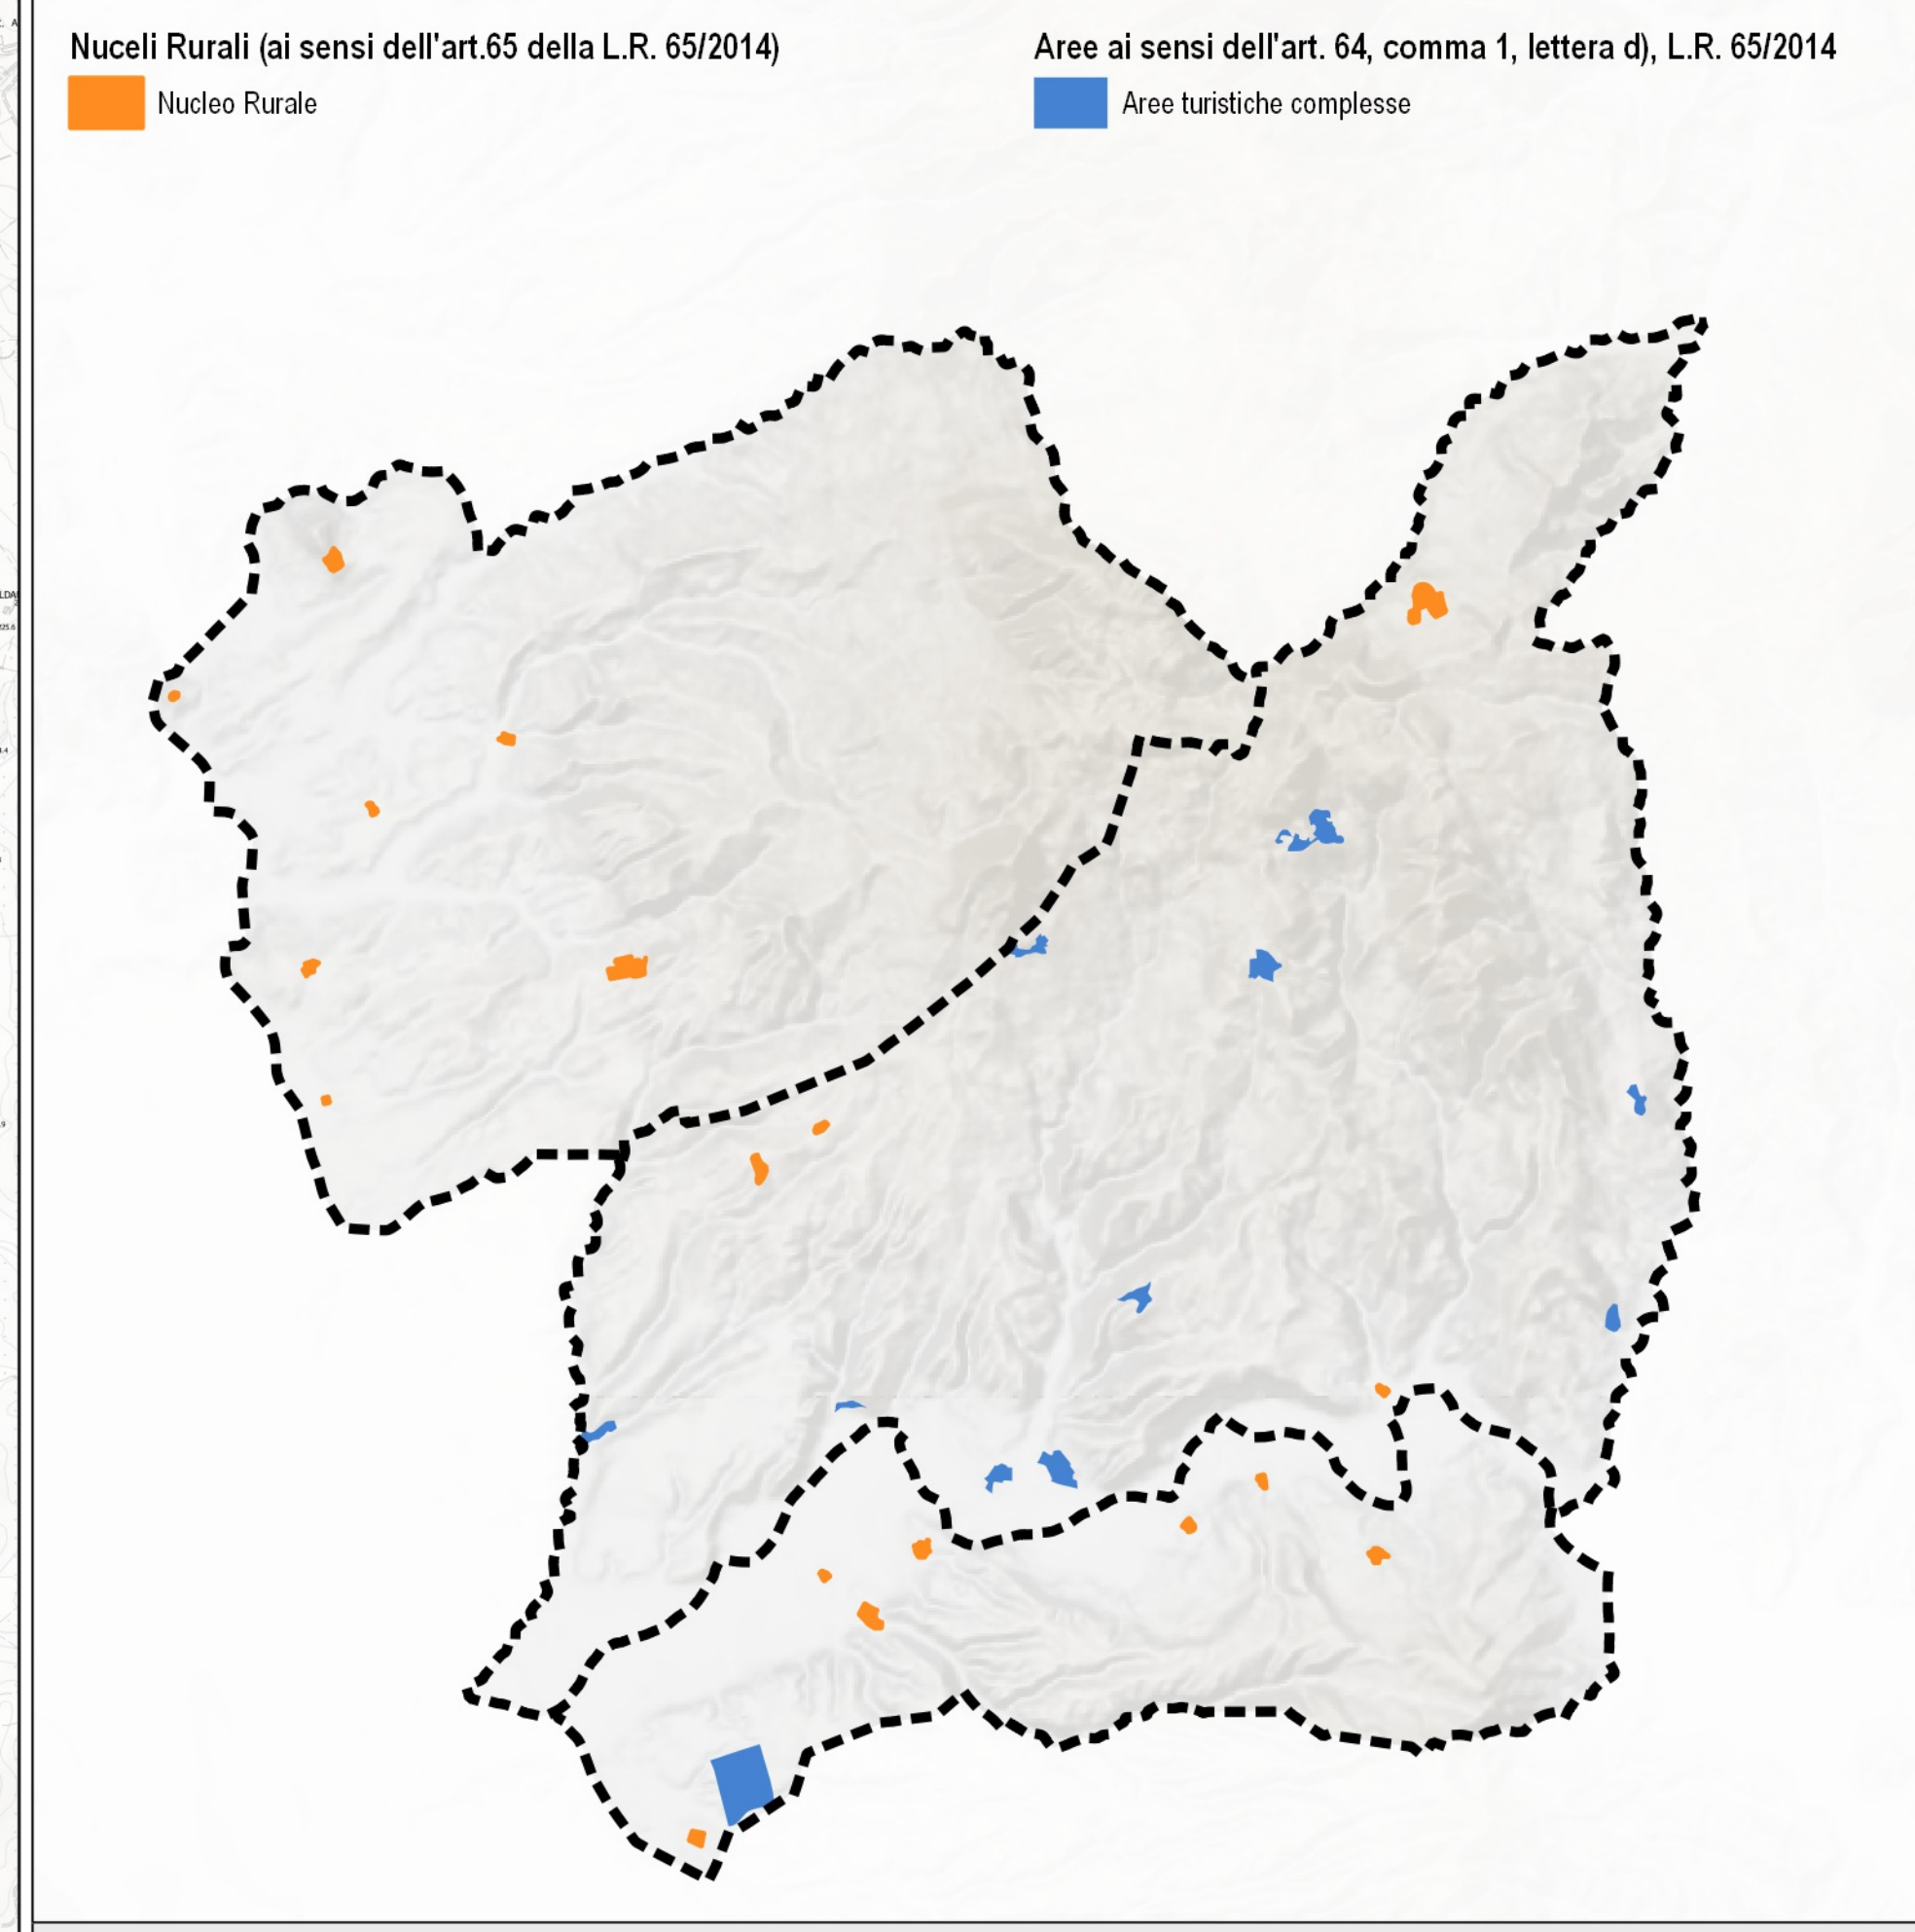 Nuceli Rurali (ai sensi dell'art.65 della L.R. 65/2014)
Nucleo Rurale
Aree ai sensi dell'art. 64, comma 1, lettera d), L.R. 65/2014
Aree turistiche complesse